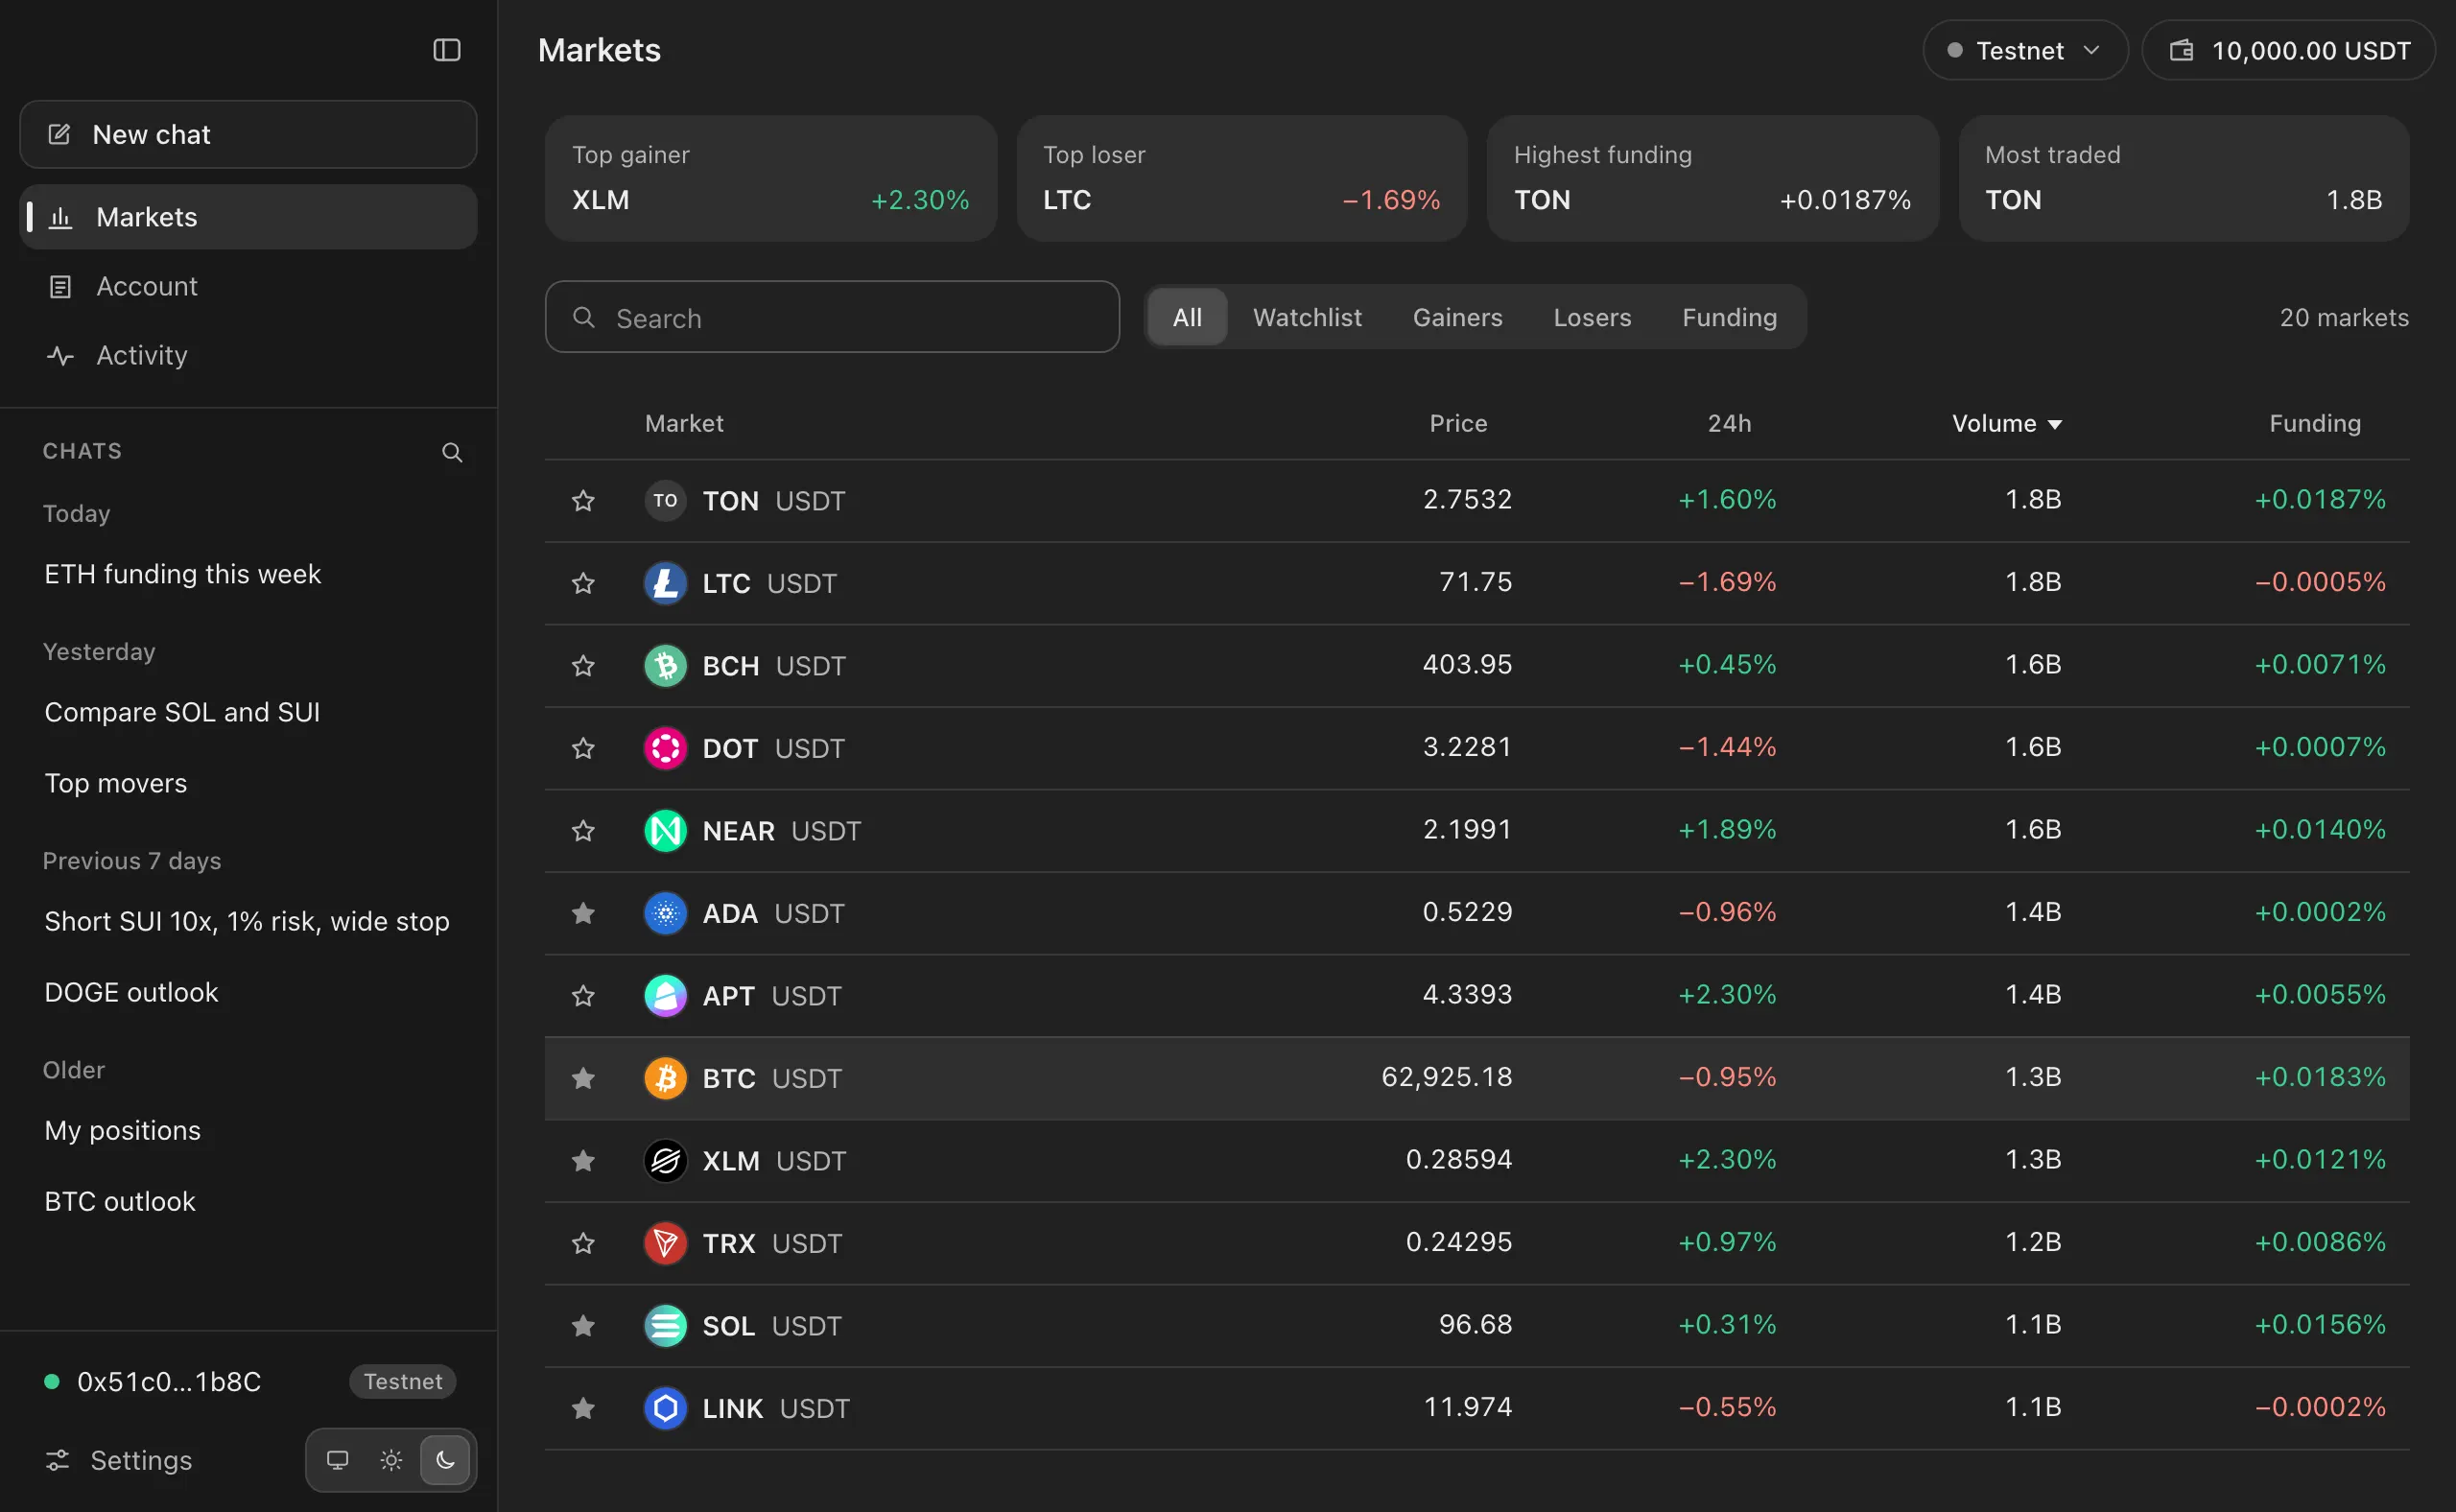 New chat
Markets
Account
Activity
CHATS
Today
ETH funding this week
Yesterday
Compare SOL and SUI
Top movers
Previous 7 days
Short SUI 10x, 1% risk, wide stop
DOGE outlook
Older
My positions
BTC outlook
0x51c0...1b8C Testnet
Settings
Markets
Testnet 10,000.00 USDT
Top gainer
XLM +2.30%
Top loser
LTC −1.69%
Highest funding
TON +0.0187%
Most traded
TON 1.8B
Search
All Watchlist Gainers Losers Funding
20 markets
Market Price 24h Volume Funding
TO TON USDT 2.7532 +1.60% 1.8B +0.0187%
LTC USDT 71.75 −1.69% 1.8B −0.0005%
BCH USDT 403.95 +0.45% 1.6B +0.0071%
DOT USDT 3.2281 −1.44% 1.6B +0.0007%
NEAR USDT 2.1991 +1.89% 1.6B +0.0140%
ADA USDT 0.5229 −0.96% 1.4B +0.0002%
APT USDT 4.3393 +2.30% 1.4B +0.0055%
BTC USDT 62,925.18 −0.95% 1.3B +0.0183%
XLM USDT 0.28594 +2.30% 1.3B +0.0121%
TRX USDT 0.24295 +0.97% 1.2B +0.0086%
SOL USDT 96.68 +0.31% 1.1B +0.0156%
LINK USDT 11.974 −0.55% 1.1B −0.0002%